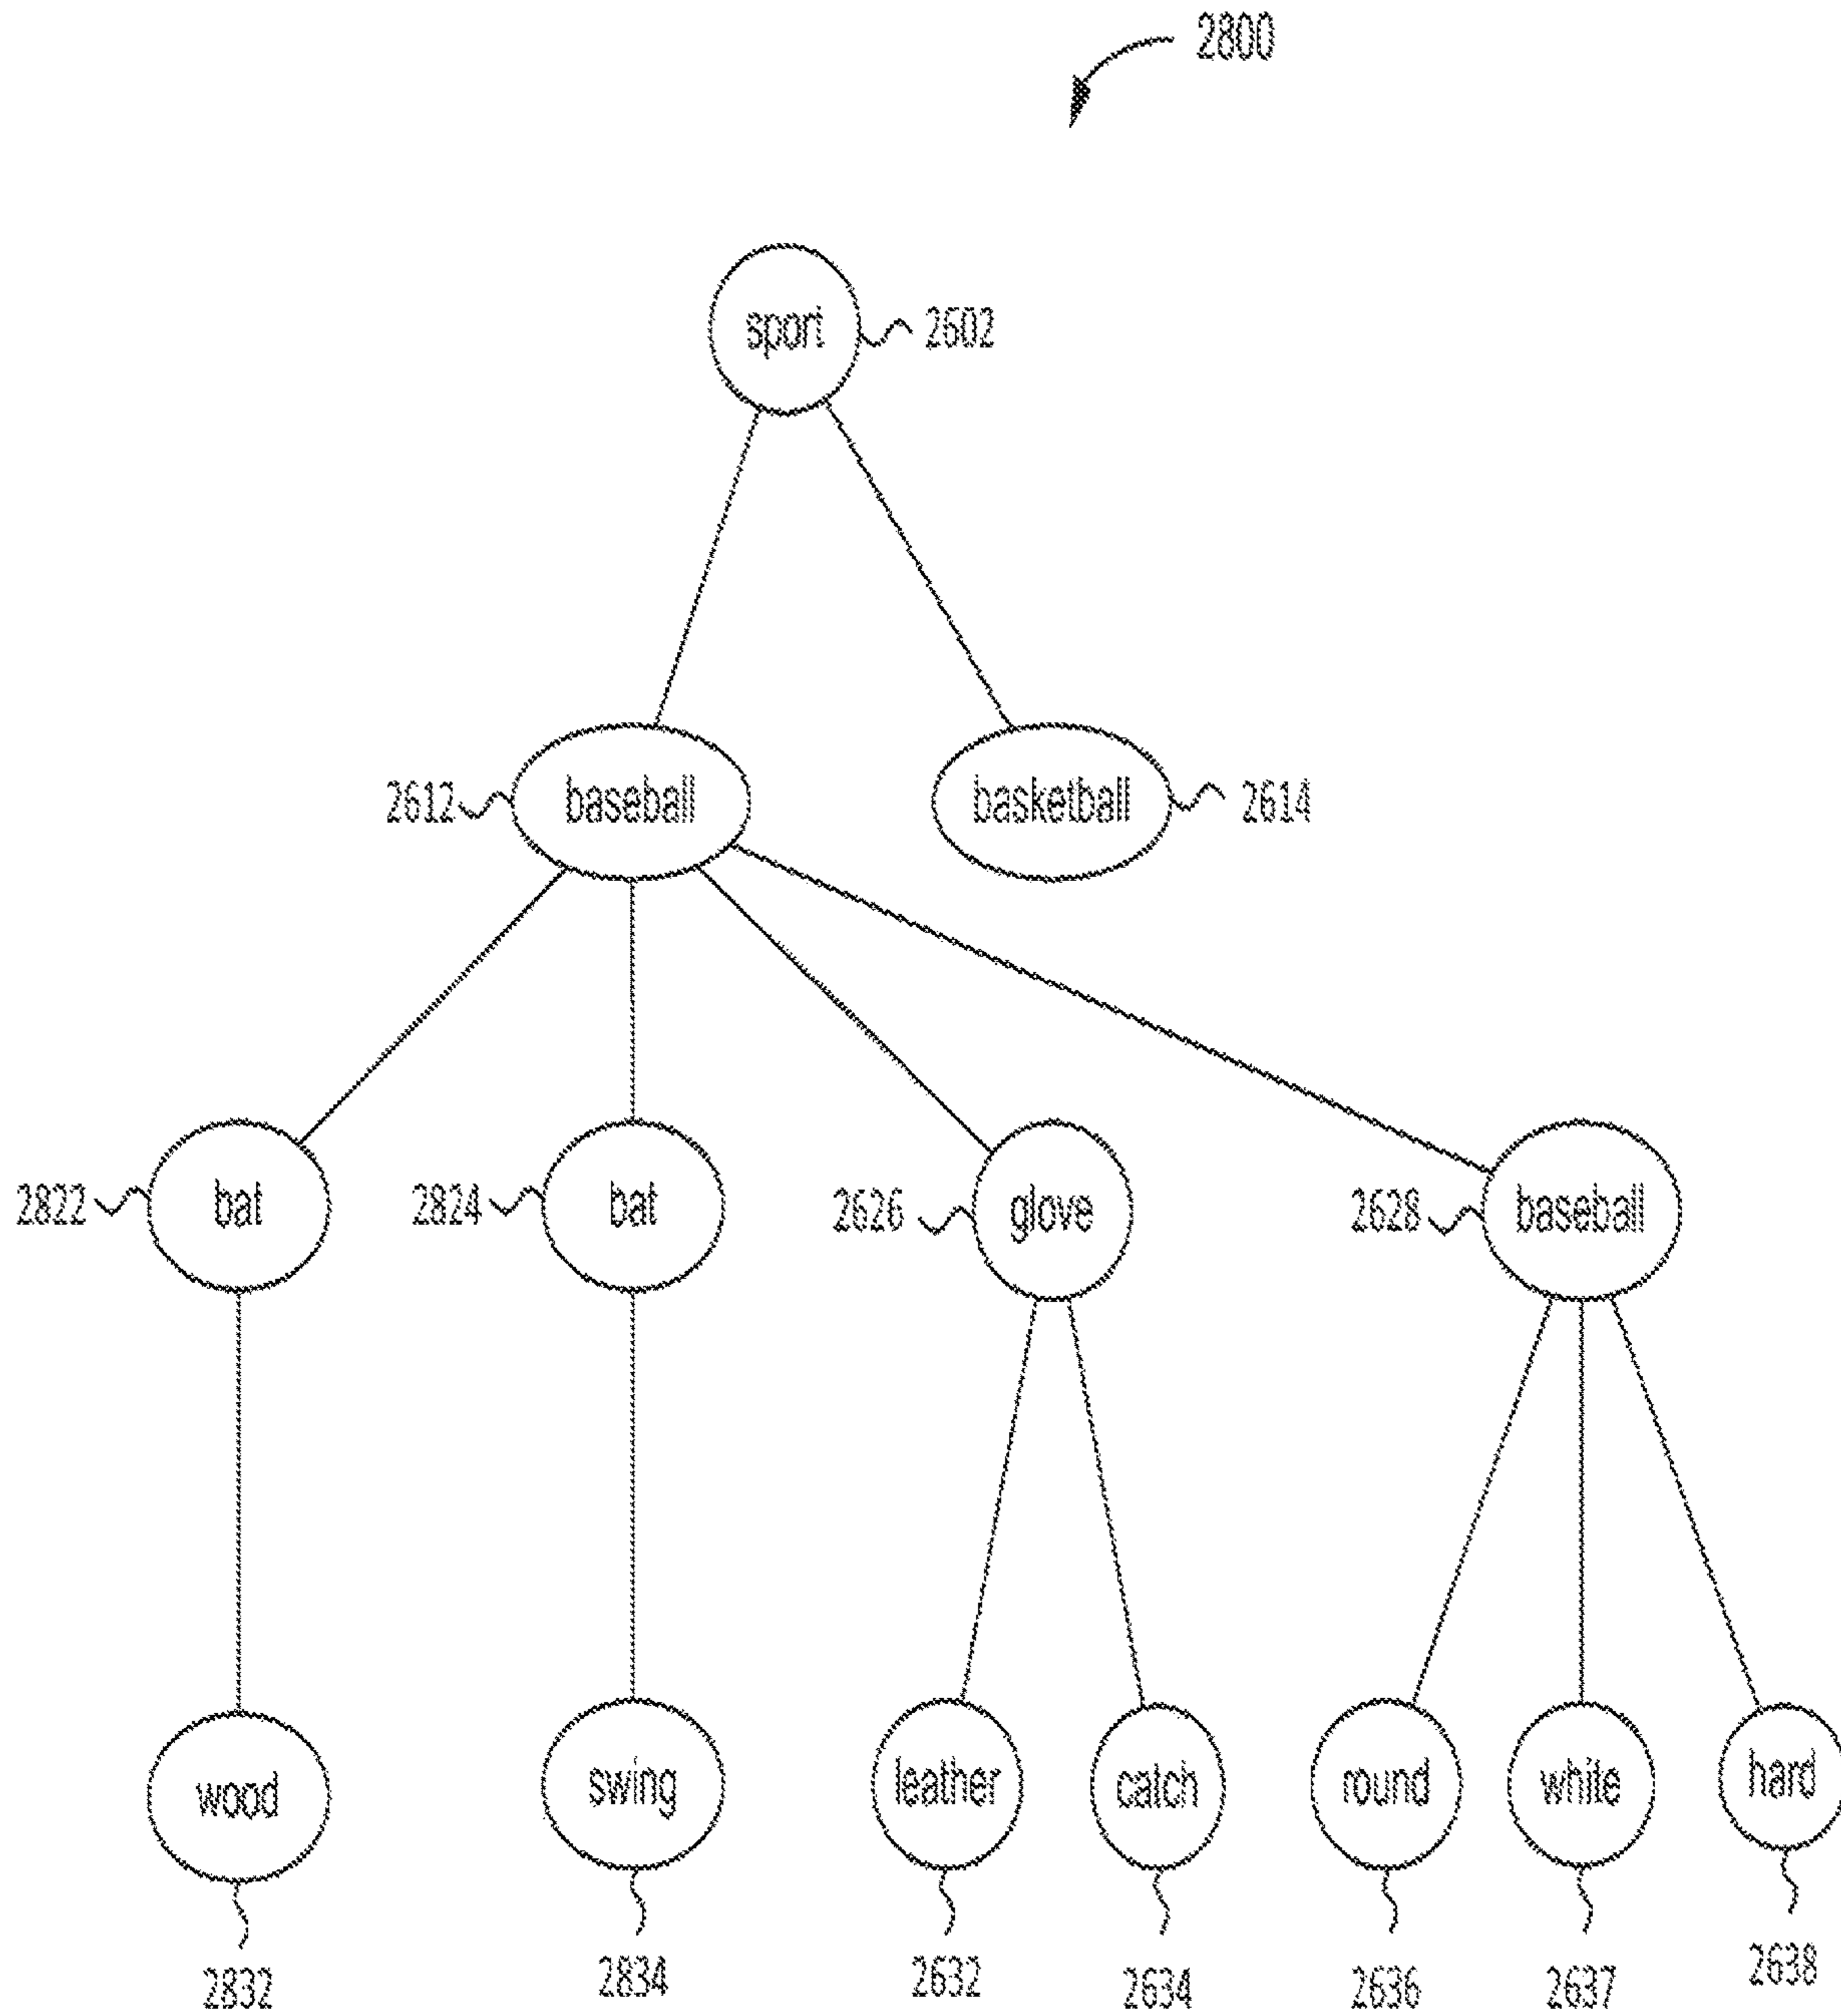 2800
sport 2602
2612 baseball basketball 2614
2822 bat 2824 bat 2626 glove 2628 baseball
wood swing leather catch round white hard
2832 2834 2632 2634 2636 2637 2638